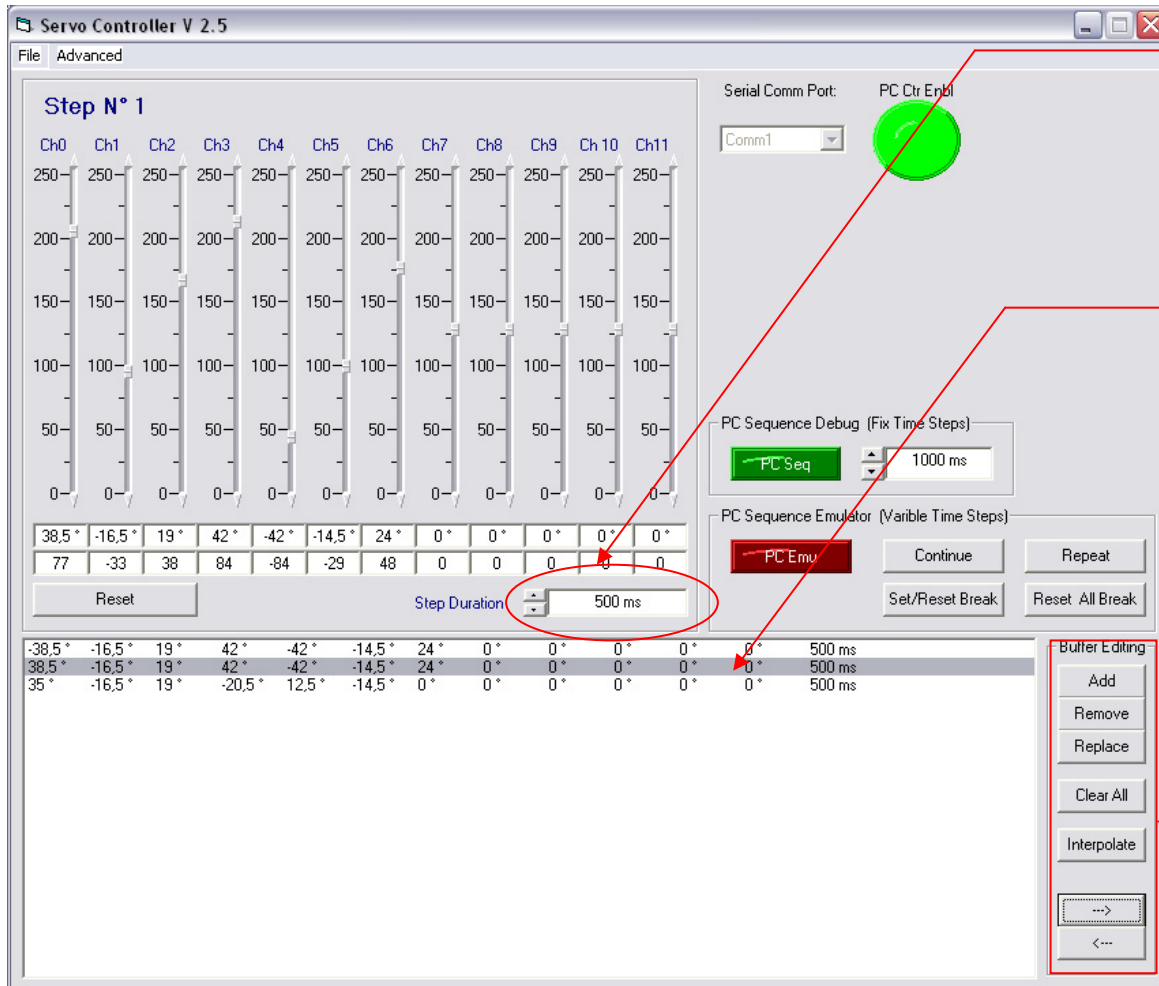 Servo Controller V 2.5
File Advanced
Step N° 1
Ch0 Ch1 Ch2 Ch3 Ch4 Ch5 Ch6 Ch7 Ch8 Ch9 Ch 10 Ch11
250 250 250 250 250 250 250 250 250 250 250 250
200 200 200 200 200 200 200 200 200 200 200 200
150 150 150 150 150 150 150 150 150 150 150 150
100 100 100 100 100 100 100 100 100 100 100 100
50 50 50 50 50 50 50 50 50 50 50 50
0 0 0 0 0 0 0 0 0 0 0 0
38,5 ° -16,5 ° 19 ° 42 ° -42 ° -14,5 ° 24 ° 0 ° 0 ° 0 ° 0 ° 0 °
77 -33 38 84 -84 -29 48 0 0 0 0 0
Reset
Step Duration
500 ms
Serial Comm Port: PC Ctr Enbl
Comm1
PC Sequence Debug (Fix Time Steps)
PC Seq
1000 ms
PC Sequence Emulator (Varible Time Steps)
PC Emu Continue Repeat
Set/Reset Break Reset All Break
-38,5 ° -16,5 ° 19 ° 42 ° -42 ° -14,5 ° 24 ° 0 ° 0 ° 0 ° 0 ° 0 ° 500 ms
38,5 ° -16,5 ° 19 ° 42 ° -42 ° -14,5 ° 24 ° 0 ° 0 ° 0 ° 0 ° 0 ° 500 ms
35 ° -16,5 ° 19 ° -20,5 ° 12,5 ° -14,5 ° 0 ° 0 ° 0 ° 0 ° 0 ° 0 ° 500 ms
Buffer Editing
Add
Remove
Replace
Clear All
Interpolate
--->
<---